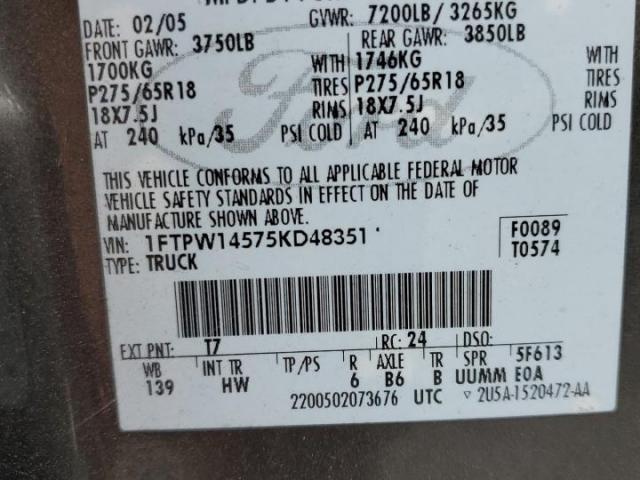 DATE: 02/05 GVWR: 7200LB / 3265KG
FRONT GAWR: 3750LB REAR GAWR: 3850LB
1700KG WITH 1746KG WITH
P275/65R18 TIRES P275/65R18 TIRES
18X7.5J RIMS 18X7.5J RIMS
AT 240 kPa/35 PSI COLD AT 240 kPa/35 PSI COLD
Ford
THIS VEHICLE CONFORMS TO ALL APPLICABLE FEDERAL MOTOR
VEHICLE SAFETY STANDARDS IN EFFECT ON THE DATE OF
MANUFACTURE SHOWN ABOVE.
VIN: 1FTPW14575KD48351 F0089
TYPE: TRUCK T0574
EXT PNT: T7 RC: 24 DSO:
WB INT TR TP/PS R AXLE TR SPR 5F613
139 HW 6 B6 B UUMM E0A
2200502073676 UTC ▽ 2U5A-1520472-AA